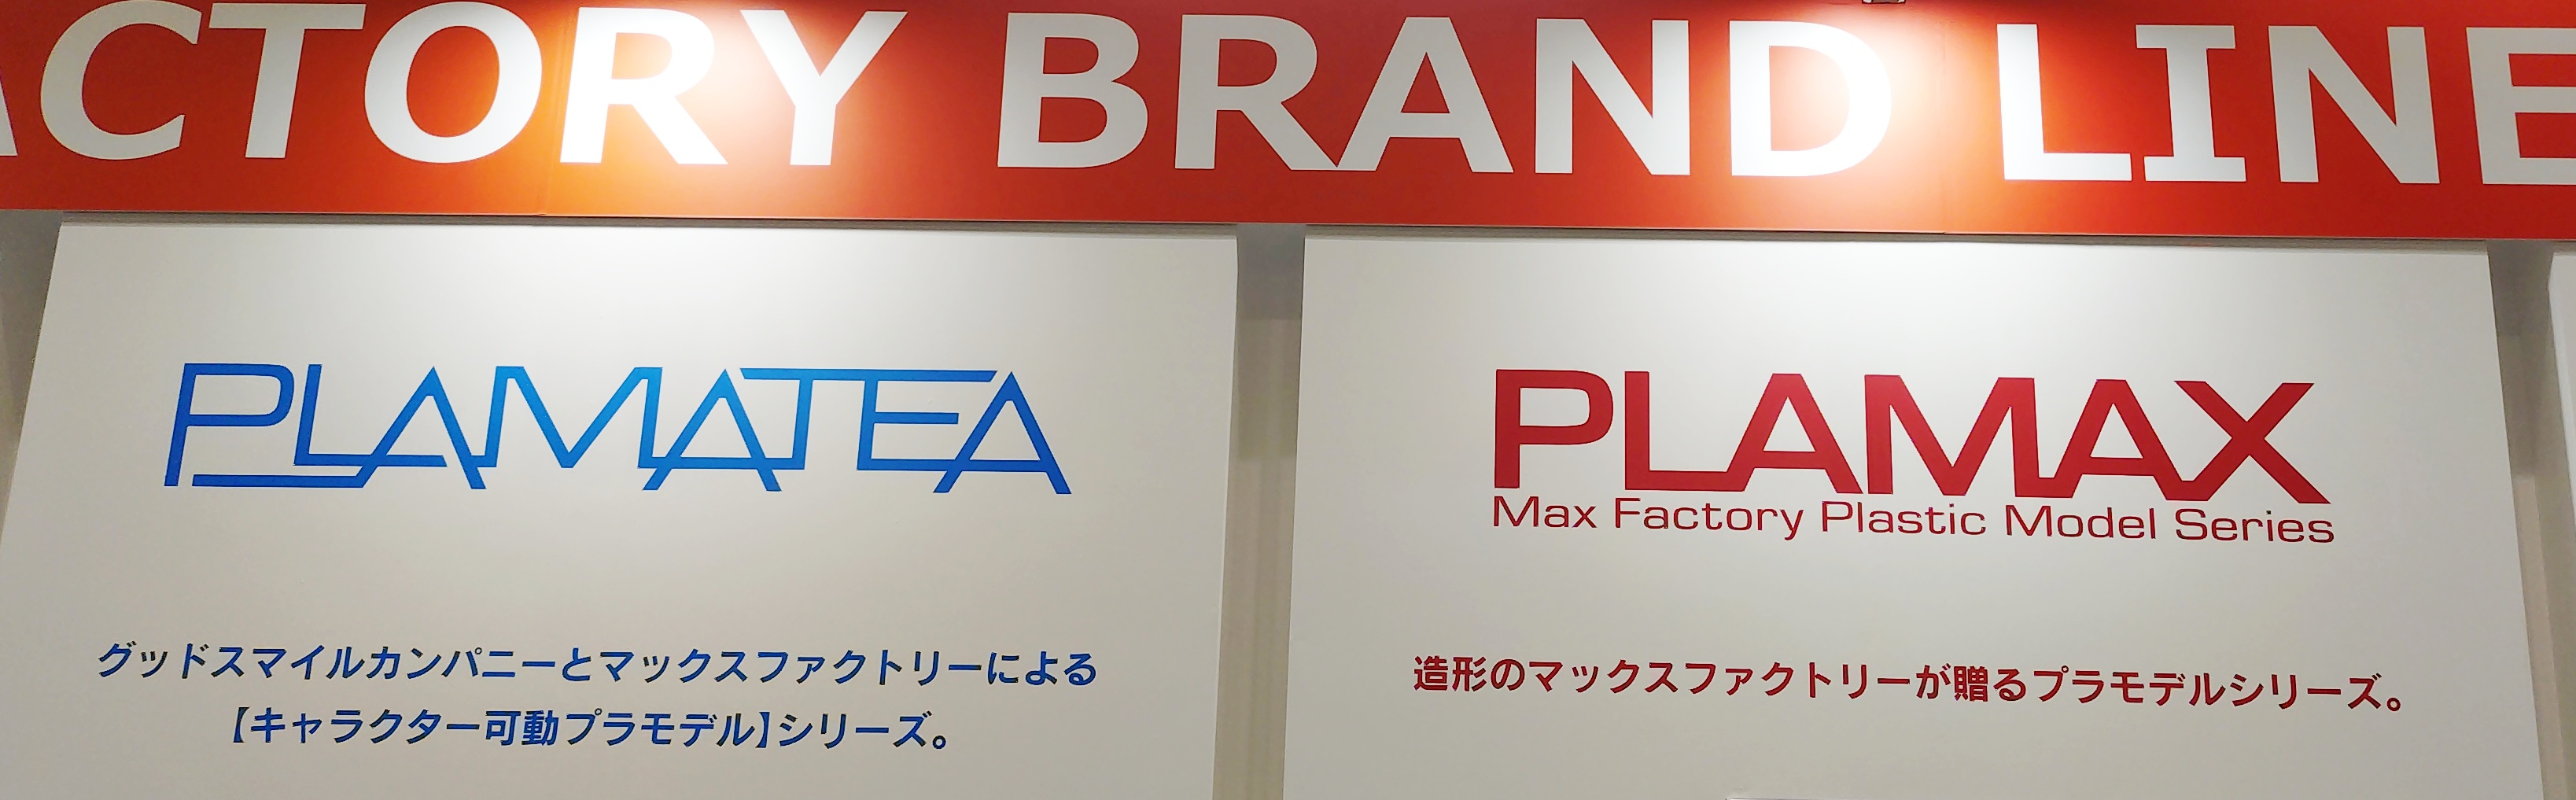 ACTORY BRAND LINE
PLAMATEA
グッドスマイルカンパニーとマックスファクトリーによる
【キャラクター可動プラモデル】シリーズ。
PLAMAX
Max Factory Plastic Model Series
造形のマックスファクトリーが贈るプラモデルシリーズ。